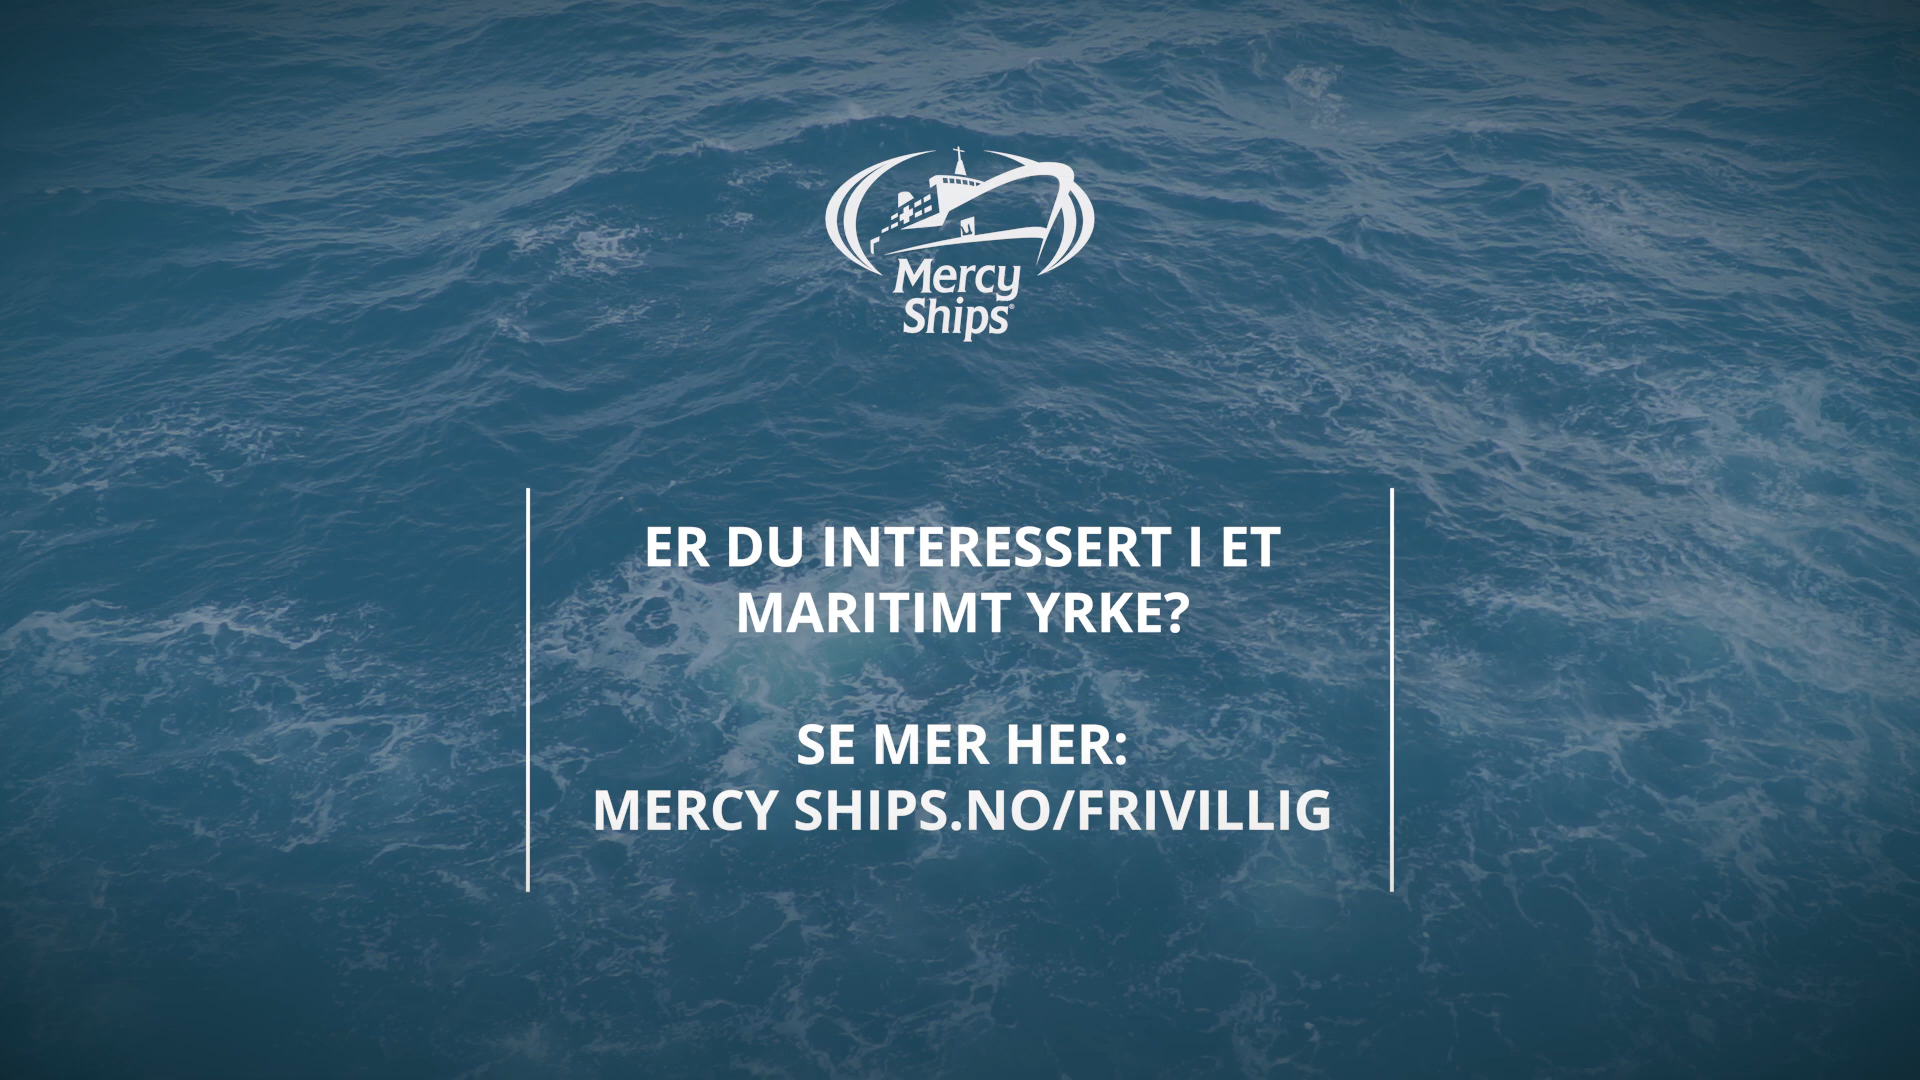 Mercy
Ships®
ER DU INTERESSERT I ET
MARITIMT YRKE?
SE MER HER:
MERCY SHIPS.NO/FRIVILLIG